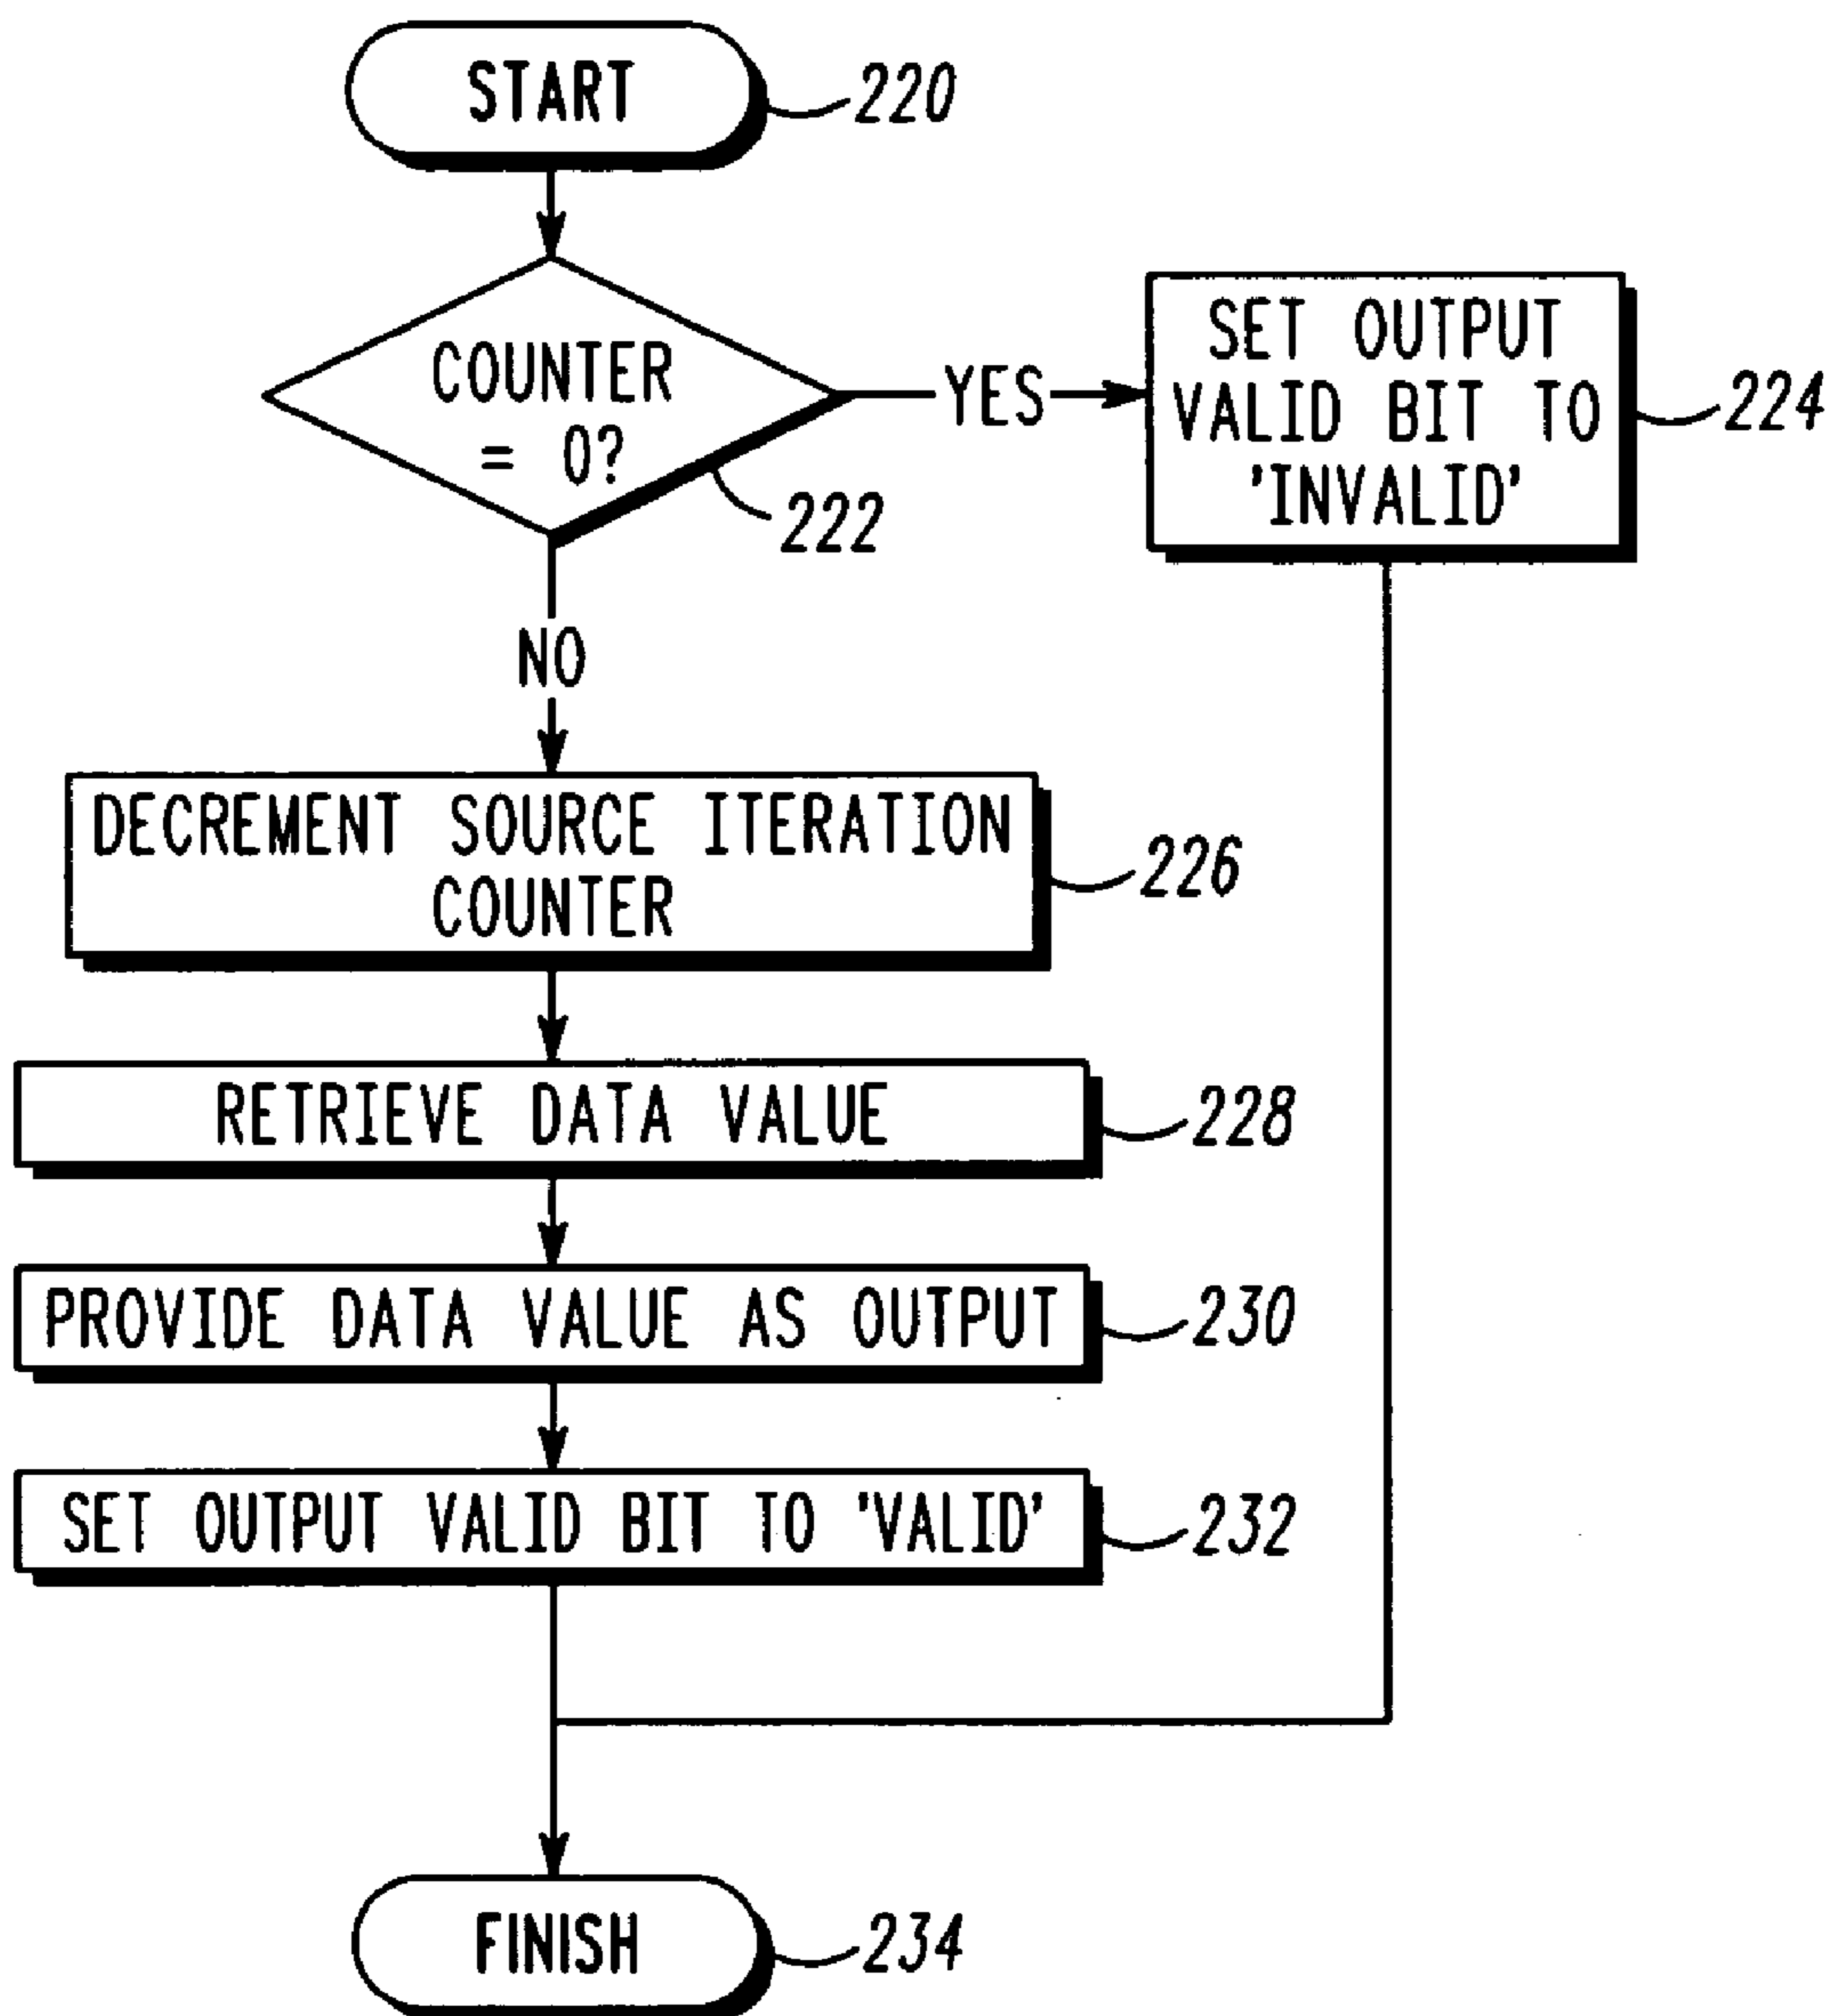 START
220
COUNTER
= 0?
222
YES
SET OUTPUT
VALID BIT TO
'INVALID'
224
NO
DECREMENT SOURCE ITERATION
COUNTER
226
RETRIEVE DATA VALUE
228
PROVIDE DATA VALUE AS OUTPUT
230
SET OUTPUT VALID BIT TO 'VALID'
232
FINISH
234